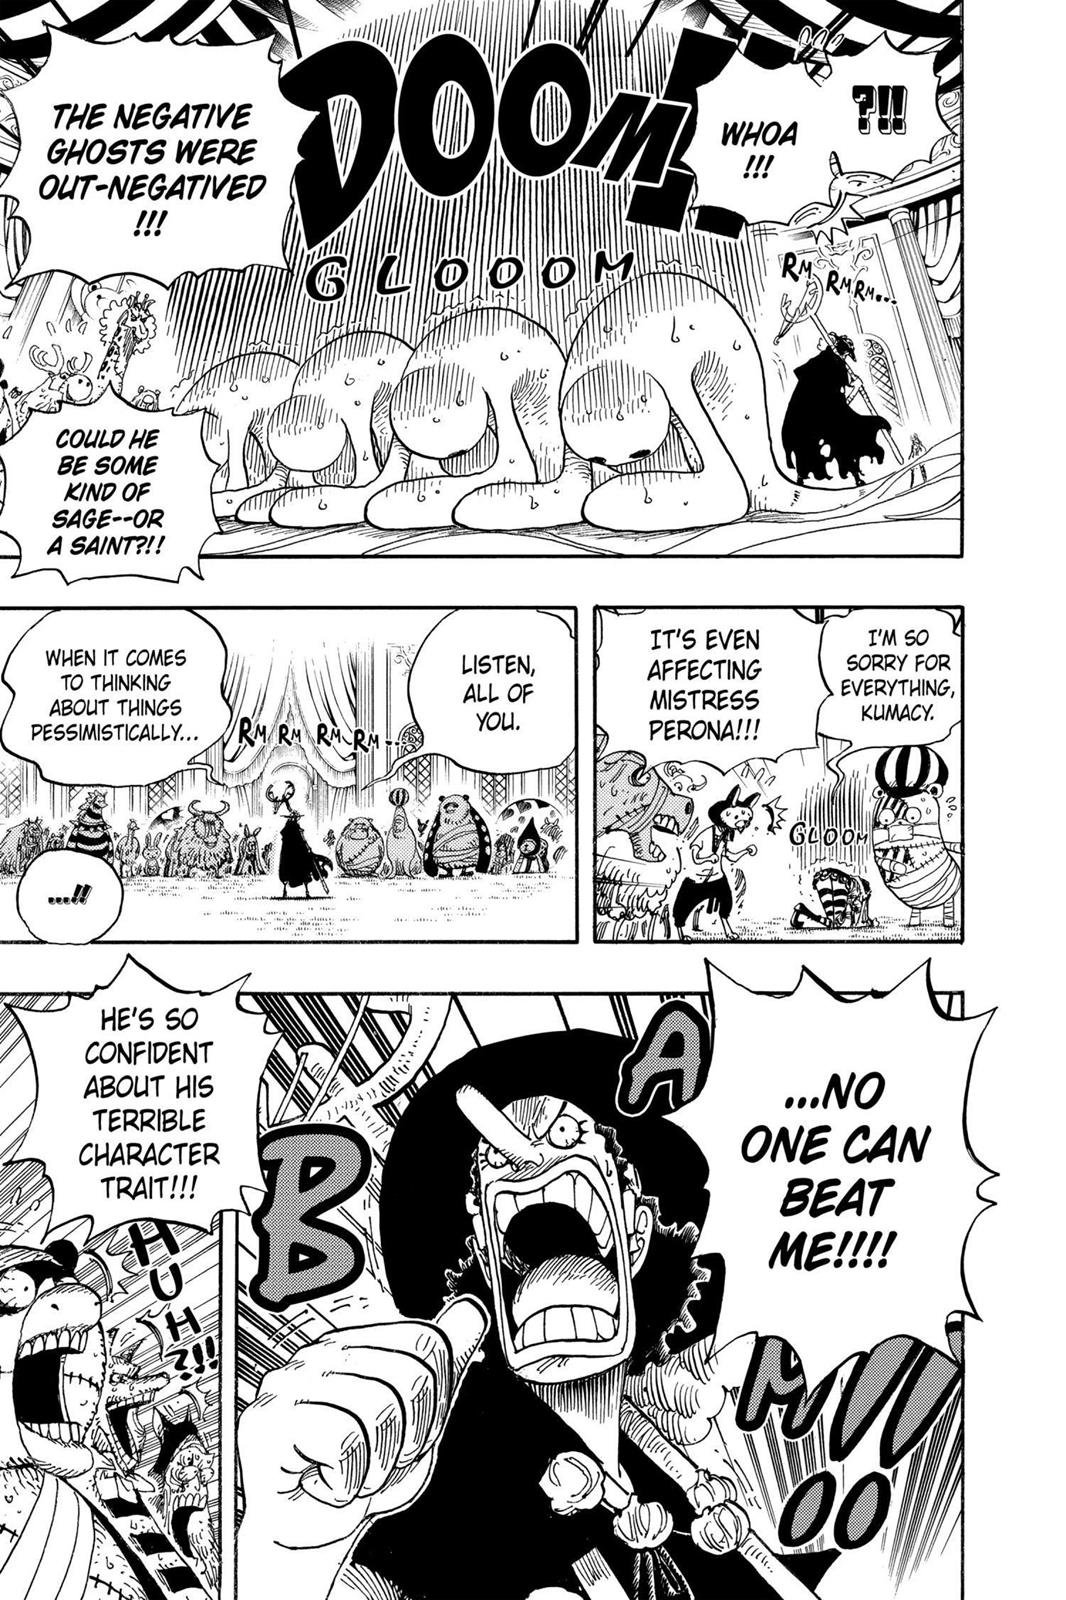 ?!!
WHOA
!!!
DOOM
GLOOOM
THE NEGATIVE
GHOSTS WERE
OUT-NEGATIVED
!!!
RM RM RM...
COULD HE
BE SOME
KIND OF
SAGE--OR
A SAINT?!!
I'M SO
SORRY FOR
EVERYTHING,
KUMACY.
IT'S EVEN
AFFECTING
MISTRESS
PERONA!!!
GLOOM
LISTEN,
ALL OF
YOU.
RM RM RM RM...
WHEN IT COMES
TO THINKING
ABOUT THINGS
PESSIMISTICALLY...
...!!
...NO
ONE CAN
BEAT
ME!!!!
BA
MVV
OO
HE'S SO
CONFIDENT
ABOUT HIS
TERRIBLE
CHARACTER
TRAIT!!!
HUH?!!